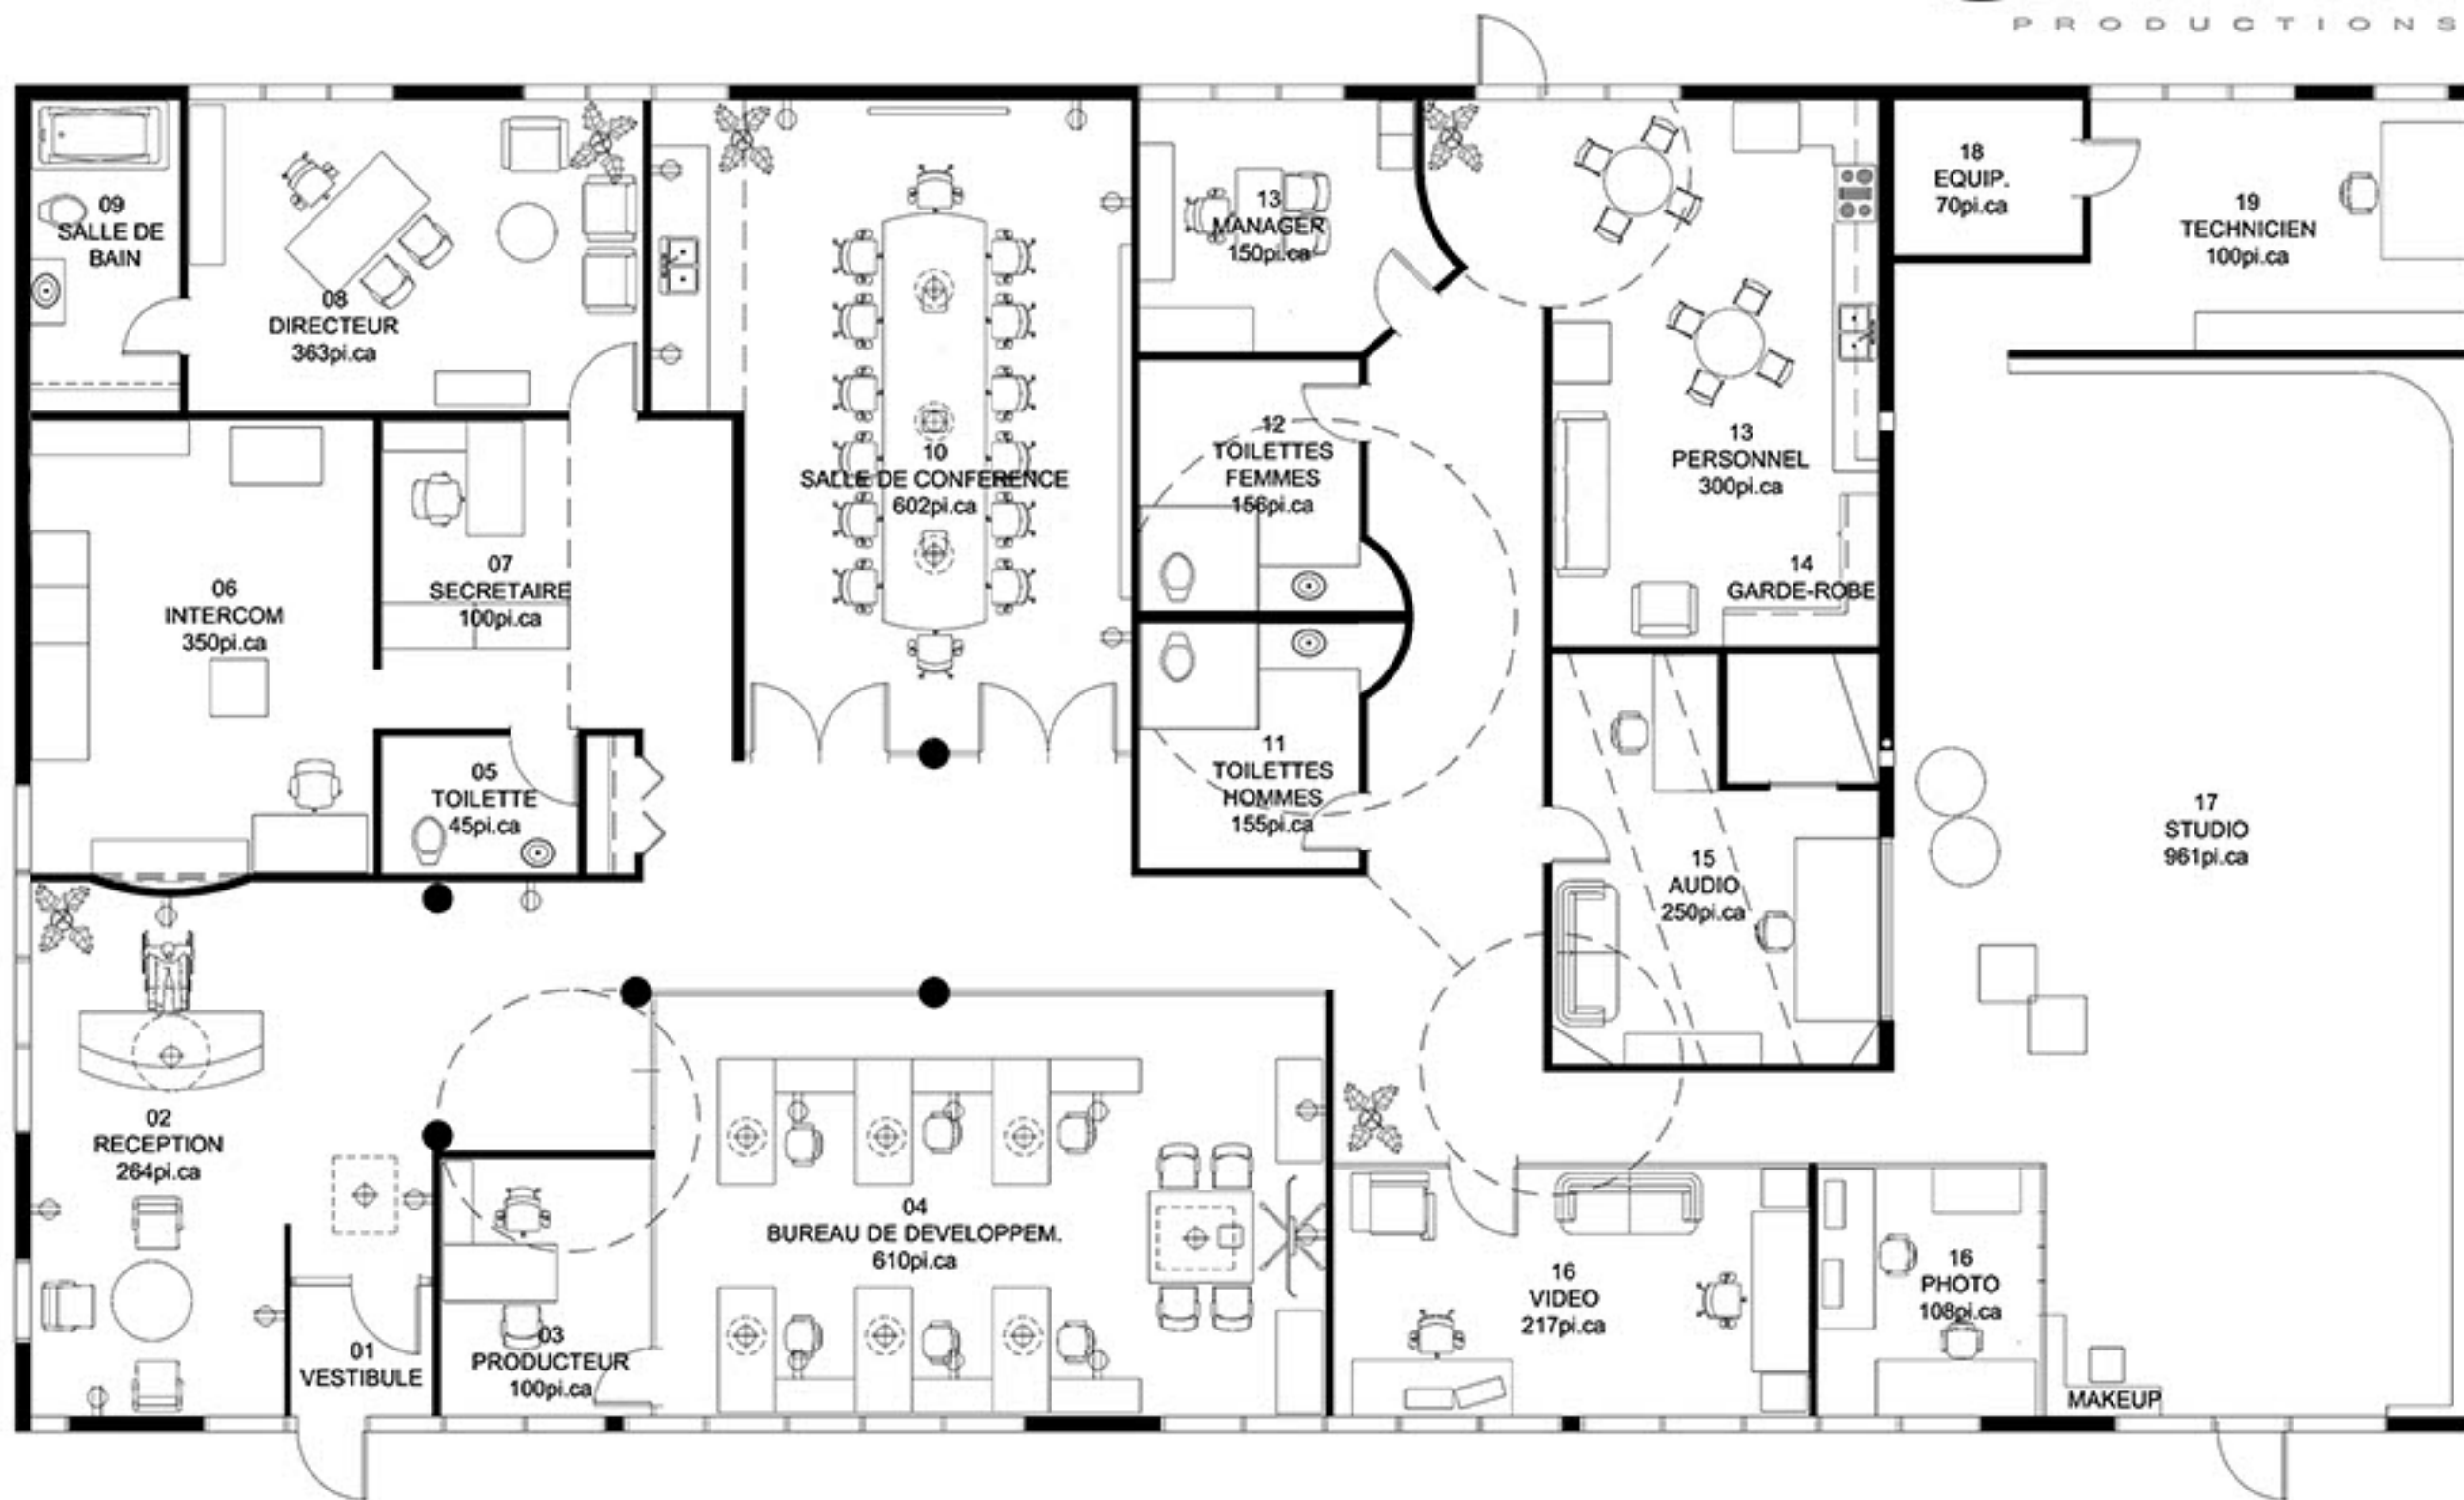 PRODUCTIONS
09
SALLE DE
BAIN
08
DIRECTEUR
363pi.ca
10
SALLE DE CONFERENCE
602pi.ca
13
MANAGER
150pi.ca
13
PERSONNEL
300pi.ca
18
EQUIP.
70pi.ca
19
TECHNICIEN
100pi.ca
12
TOILETTES
FEMMES
156pi.ca
14
GARDE-ROBE
06
INTERCOM
350pi.ca
07
SECRETAIRE
100pi.ca
05
TOILETTE
45pi.ca
11
TOILETTES
HOMMES
155pi.ca
15
AUDIO
250pi.ca
17
STUDIO
961pi.ca
02
RECEPTION
264pi.ca
01
VESTIBULE
03
PRODUCTEUR
100pi.ca
04
BUREAU DE DEVELOPPEM.
610pi.ca
16
VIDEO
217pi.ca
16
PHOTO
108pi.ca
MAKEUP